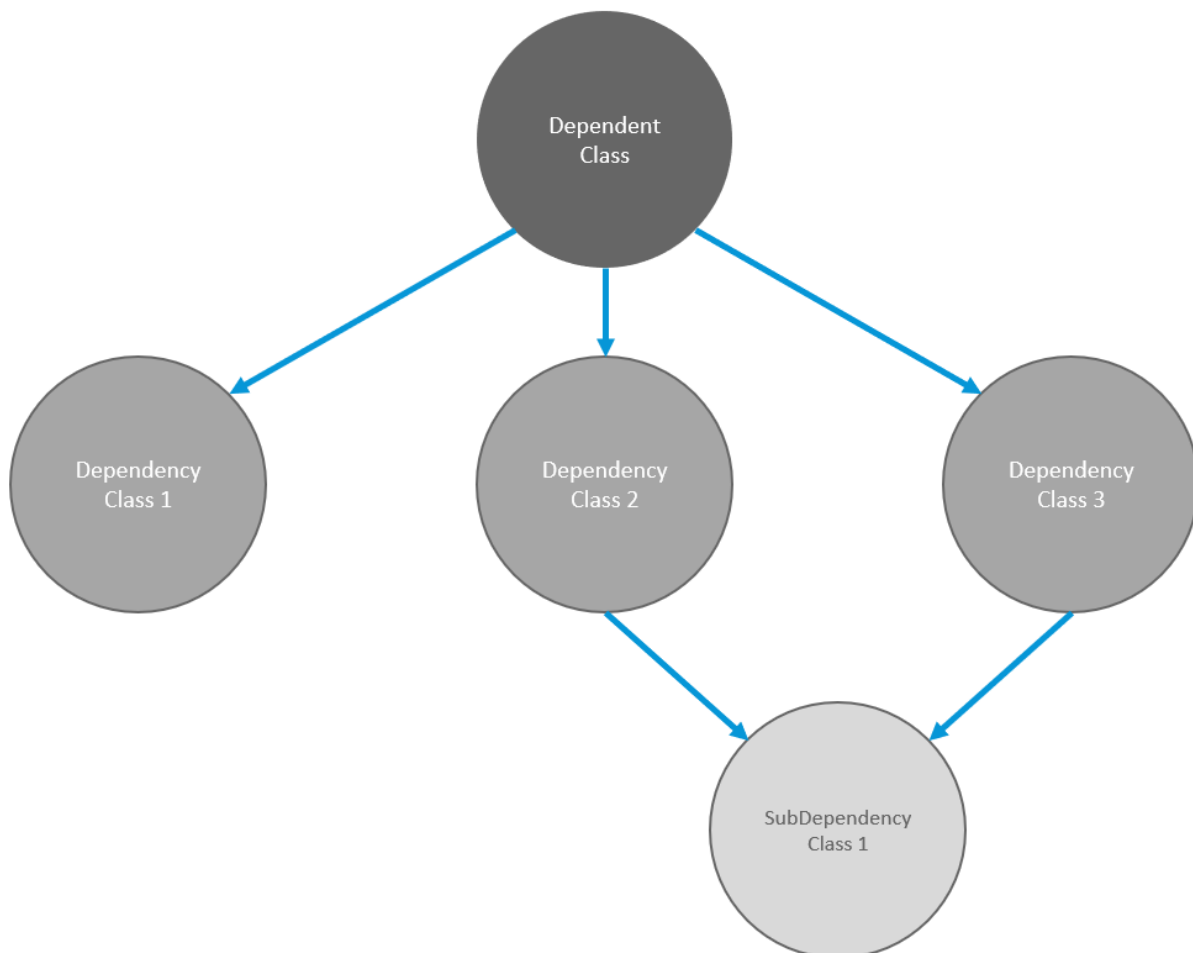 Dependent
Class
Dependency
Class 1
Dependency
Class 2
Dependency
Class 3
SubDependency
Class 1